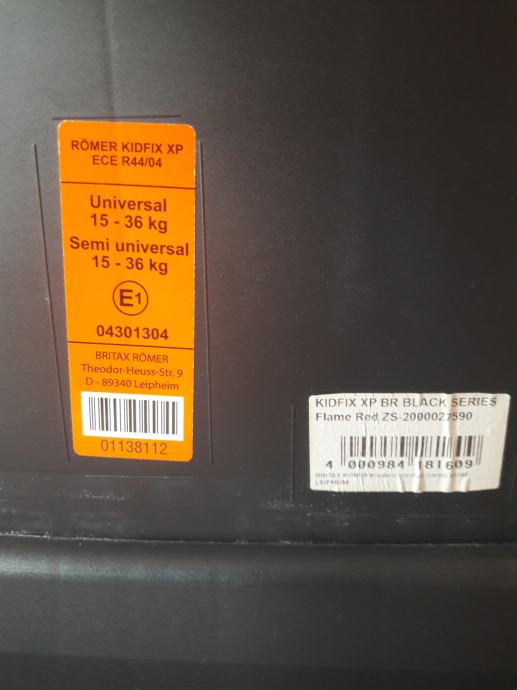 RÖMER KIDFIX XP
ECE R44/04
Universal
15 - 36 kg
Semi universal
15 - 36 kg
E1
04301304
BRITAX RÖMER
Theodor-Heuss-Str. 9
D - 89340 Leipheim
01138112
KIDFIX XP BR BLACK SERIES
Flame Red ZS-2000027590
4 000984 181609
BRITAX RÖMER
LEIPHEIM